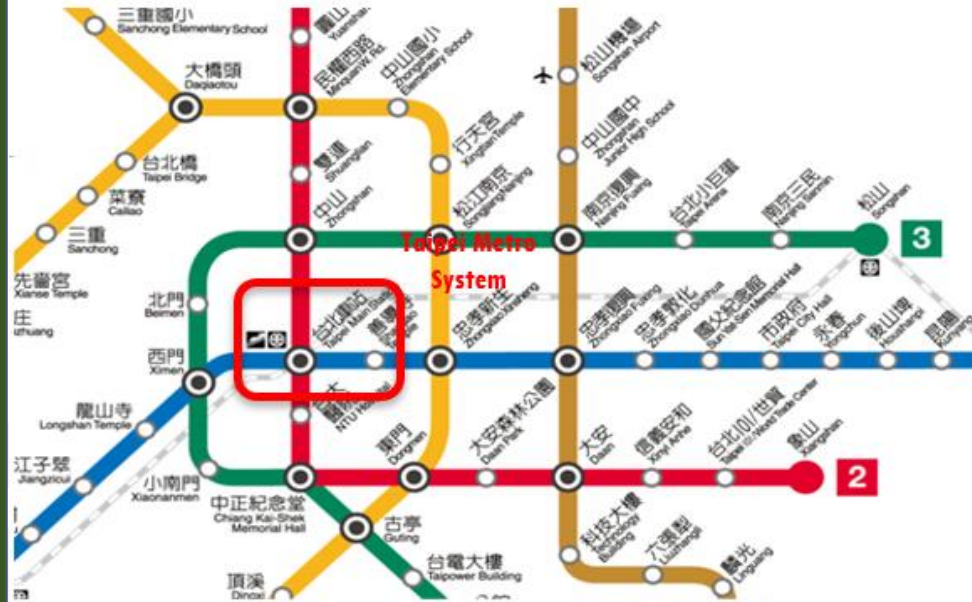 三重國小
Sanchong Elementary School
大橋頭
Daqiaotou
台北橋
Taipei Bridge
菜寮
Cailiao
三重
Sanchong
先嗇宮
Xianse Temple
庄
圓山
Yuanshan
民權西路
Minquan W. Rd.
中山國小
Zhongshan
Elementary School
雙連
Shuanglian
中山
Zhongshan
行天宮
Xingtian Temple
松江南京
Songjiang Nanjing
松山機場
Songshan Airport
中山國中
Zhongshan
Junior High School
南京復興
Nanjing Fuxing
台北小巨蛋
Taipei Arena
南京三民
Nanjing Sanmin
松山
Songshan
3
Taipei Metro
System
北門
Beimen
西門
Ximen
台北車站
Taipei Main Station
忠孝新生
Zhongxiao Xinsheng
忠孝復興
Zhongxiao Fuxing
忠孝敦化
Zhongxiao Dunhua
國父紀念館
Sun Yat-Sen Memorial Hall
市政府
Taipei City Hall
永春
Yongchun
後山埤
Houshanpi
昆陽
Kunyang
龍山寺
Longshan Temple
江子翠
Jiangzicui
小南門
Xiaonanmen
NTU Hospital
中正紀念堂
Chiang Kai-Shek
Memorial Hall
東門
Dongmen
大安森林公園
Daan Park
大安
Daan
信義安和
Xinyi Anhe
台北101/世貿
Taipei 101/World Trade Center
象山
Xiangshan
2
古亭
Guting
台電大樓
Taipower Building
頂溪
Dingxi
科技大樓
Technology
Building
六張犁
Liuzhangli
麟光
Linguang